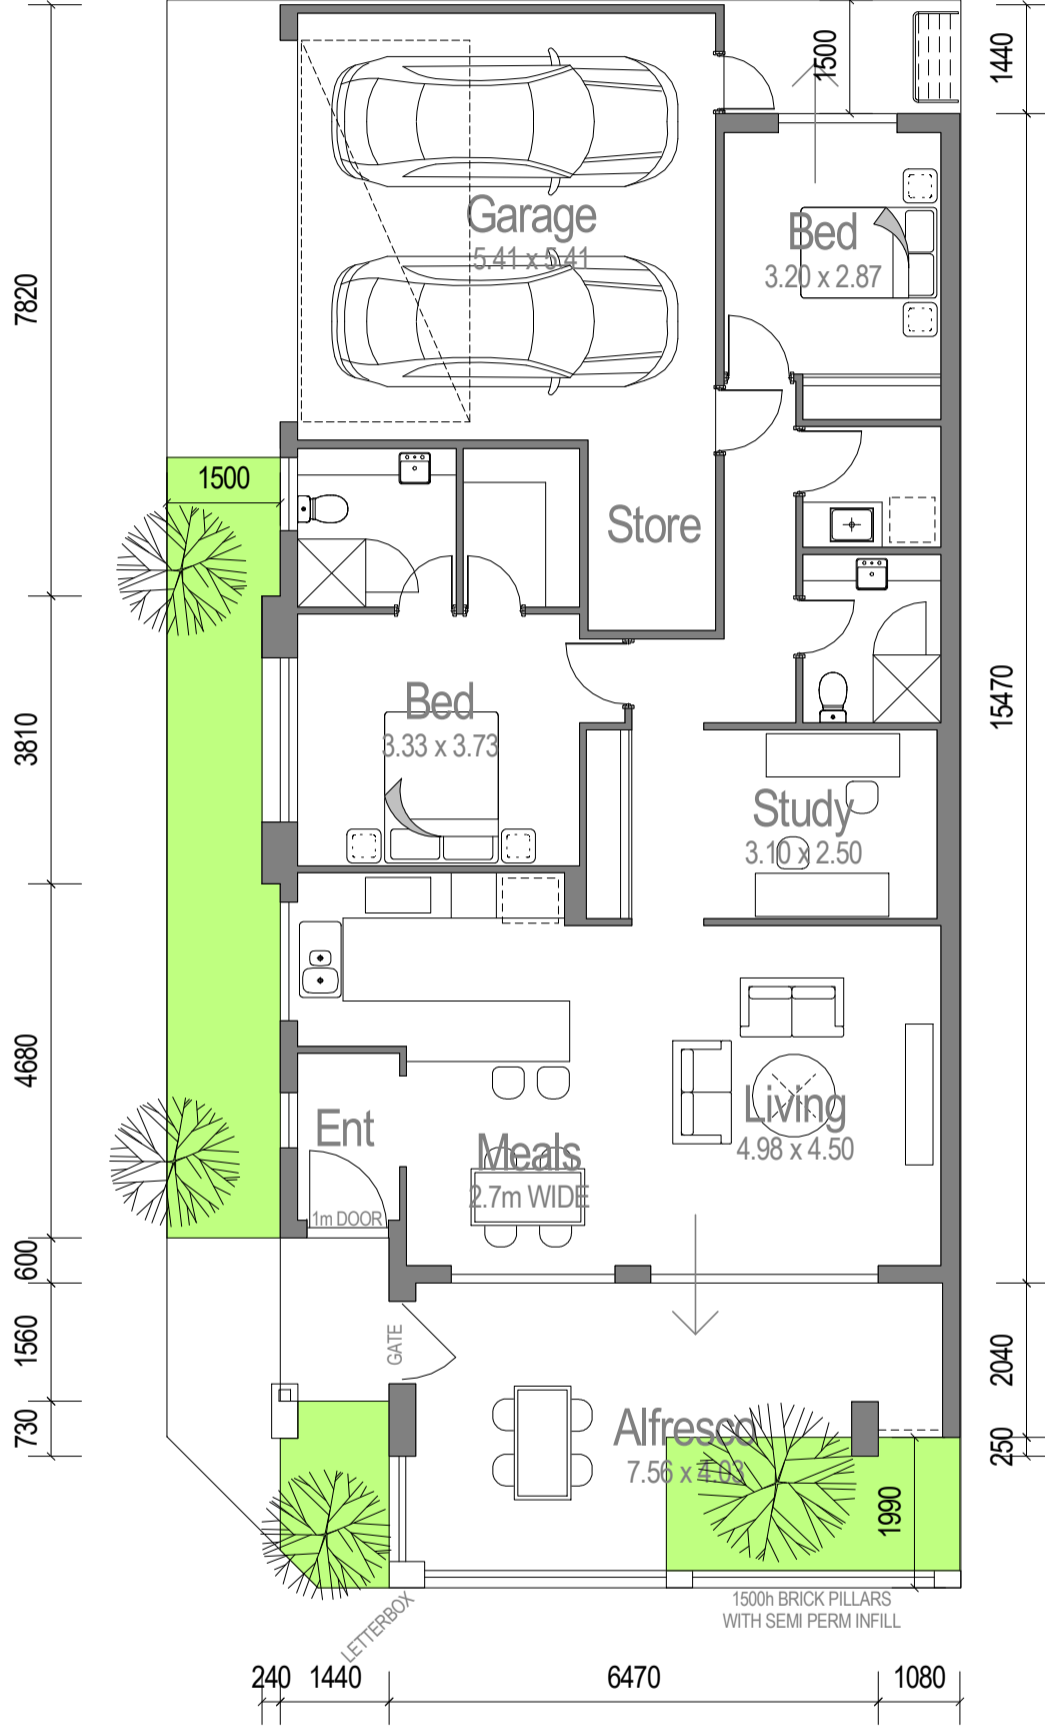 1500
1440
7820
Garage
5.41 x 5.41
Bed
3.20 x 2.87
1500
Store
3810
Bed
3.33 x 3.73
15470
Study
3.10 x 2.50
4680
Ent
1m DOOR
Meals
2.7m WIDE
Living
4.98 x 4.50
600
1560
GATE
2040
730
Alfresco
7.56 x 4.03
250
1990
LETTERBOX
1500h BRICK PILLARS
WITH SEMI PERM INFILL
240 1440 6470 1080